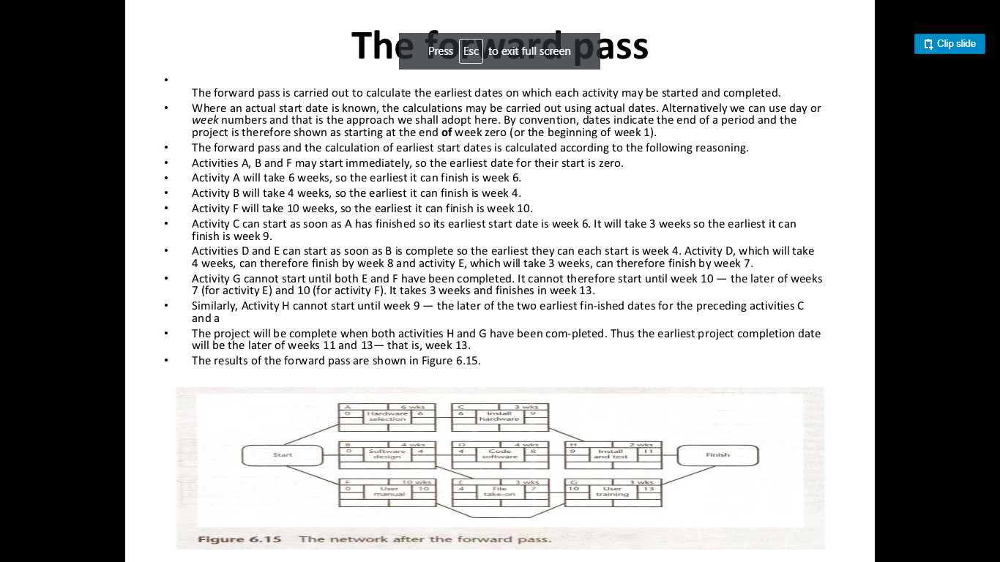 The forward pass
Press Esc to exit full screen
Clip slide
• 
The forward pass is carried out to calculate the earliest dates on which each activity may be started and completed.
• Where an actual start date is known, the calculations may be carried out using actual dates. Alternatively we can use day or
week numbers and that is the approach we shall adopt here. By convention, dates indicate the end of a period and the
project is therefore shown as starting at the end of week zero (or the beginning of week 1).
• The forward pass and the calculation of earliest start dates is calculated according to the following reasoning.
• Activities A, B and F may start immediately, so the earliest date for their start is zero.
• Activity A will take 6 weeks, so the earliest it can finish is week 6.
• Activity B will take 4 weeks, so the earliest it can finish is week 4.
• Activity F will take 10 weeks, so the earliest it can finish is week 10.
• Activity C can start as soon as A has finished so its earliest start date is week 6. It will take 3 weeks so the earliest it can
finish is week 9.
• Activities D and E can start as soon as B is complete so the earliest they can each start is week 4. Activity D, which will take
4 weeks, can therefore finish by week 8 and activity E, which will take 3 weeks, can therefore finish by week 7.
• Activity G cannot start until both E and F have been completed. It cannot therefore start until week 10 — the later of weeks
7 (for activity E) and 10 (for activity F). It takes 3 weeks and finishes in week 13.
• Similarly, Activity H cannot start until week 9 — the later of the two earliest fin-ished dates for the preceding activities C
and a
• The project will be complete when both activities H and G have been com-pleted. Thus the earliest project completion date
will be the later of weeks 11 and 13— that is, week 13.
• The results of the forward pass are shown in Figure 6.15.
A 6 wks
0 Hardware 6
selection
C 3 wks
6 Install 9
hardware
Start
B 4 wks
0 Software 4
design
D 4 wks
4 Code 8
software
H 2 wks
9 Install 11
and test
Finish
F 10 wks
0 User 10
manual
E 3 wks
4 File 7
take-on
G 3 wks
10 User 13
training
Figure 6.15 The network after the forward pass.